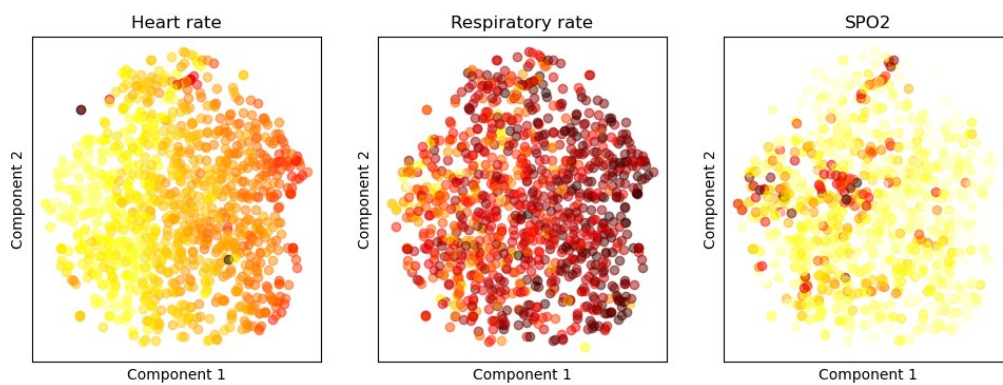 Heart rate
Respiratory rate
SPO2
Component 2
Component 2
Component 2
Component 1
Component 1
Component 1